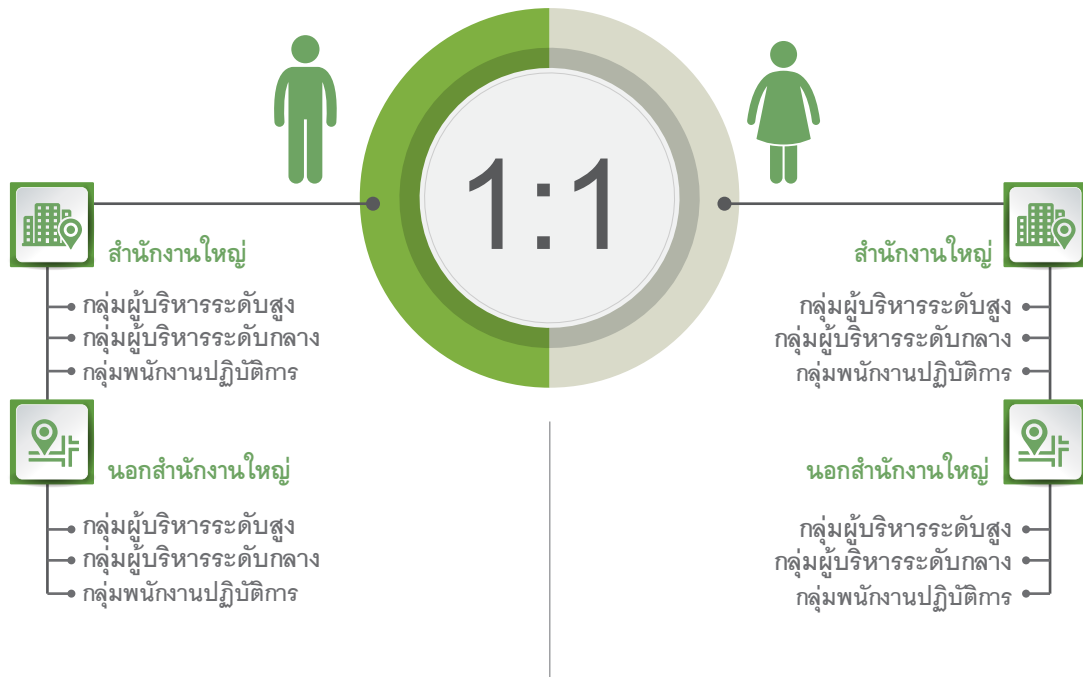 1:1
สำนักงานใหญ่
กลุ่มผู้บริหารระดับสูง
กลุ่มผู้บริหารระดับกลาง
กลุ่มพนักงานปฏิบัติการ
นอกสำนักงานใหญ่
กลุ่มผู้บริหารระดับสูง
กลุ่มผู้บริหารระดับกลาง
กลุ่มพนักงานปฏิบัติการ
สำนักงานใหญ่
กลุ่มผู้บริหารระดับสูง
กลุ่มผู้บริหารระดับกลาง
กลุ่มพนักงานปฏิบัติการ
นอกสำนักงานใหญ่
กลุ่มผู้บริหารระดับสูง
กลุ่มผู้บริหารระดับกลาง
กลุ่มพนักงานปฏิบัติการ